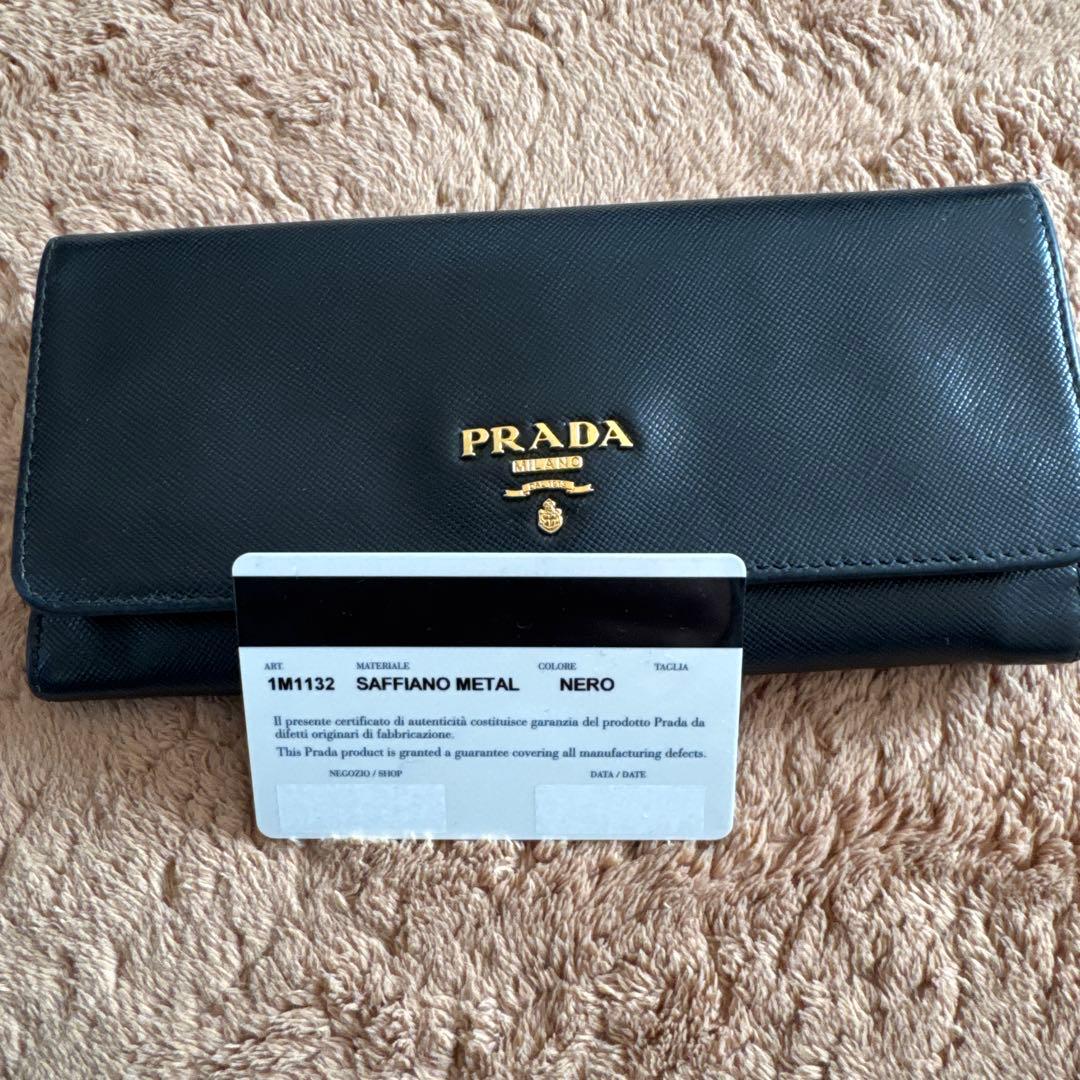 PRADA
MILANO
DAL 1913
ART. MATERIALE COLORE TAGLIA
1M1132 SAFFIANO METAL NERO
Il presente certificato di autenticità costituisce garanzia del prodotto Prada da
difetti originari di fabbricazione.
This Prada product is granted a guarantee covering all manufacturing defects.
NEGOZIO / SHOP DATA / DATE